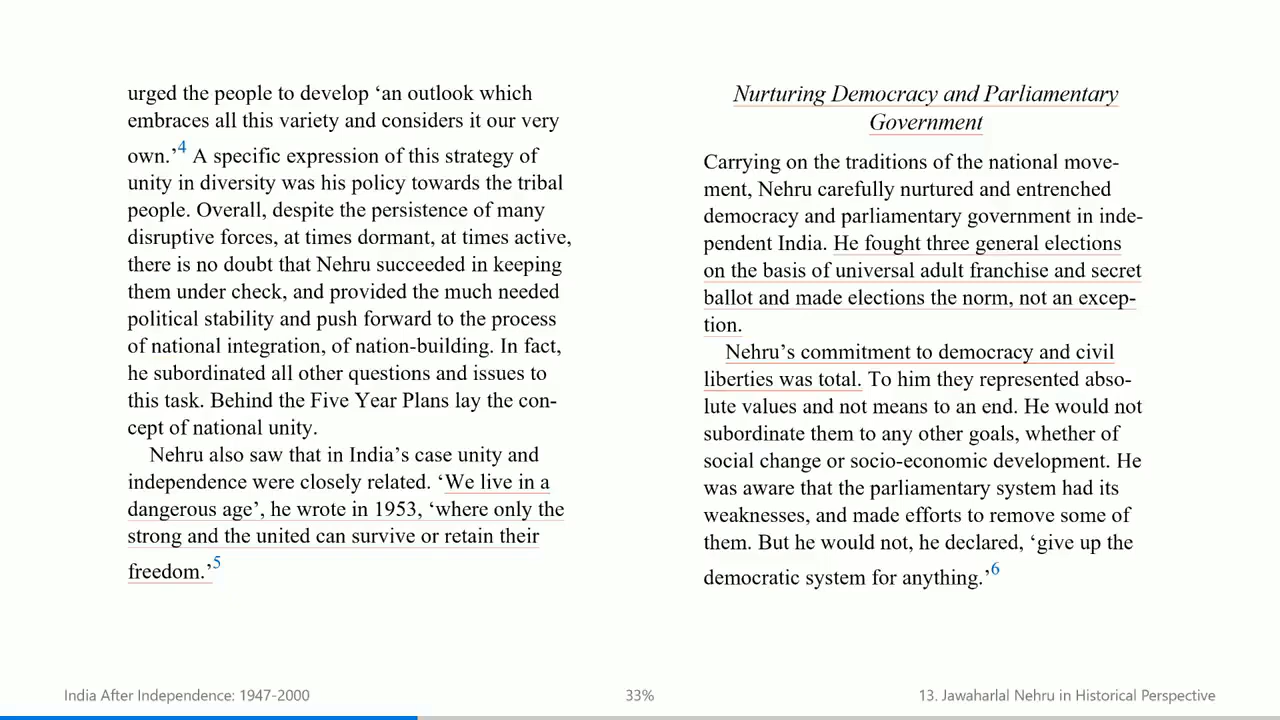 urged the people to develop ‘an outlook which
embraces all this variety and considers it our very
own.’4 A specific expression of this strategy of
unity in diversity was his policy towards the tribal
people. Overall, despite the persistence of many
disruptive forces, at times dormant, at times active,
there is no doubt that Nehru succeeded in keeping
them under check, and provided the much needed
political stability and push forward to the process
of national integration, of nation-building. In fact,
he subordinated all other questions and issues to
this task. Behind the Five Year Plans lay the con-
cept of national unity.
Nehru also saw that in India’s case unity and
independence were closely related. ‘We live in a
dangerous age’, he wrote in 1953, ‘where only the
strong and the united can survive or retain their
freedom.’5
Nurturing Democracy and Parliamentary
Government
Carrying on the traditions of the national move-
ment, Nehru carefully nurtured and entrenched
democracy and parliamentary government in inde-
pendent India. He fought three general elections
on the basis of universal adult franchise and secret
ballot and made elections the norm, not an excep-
tion.
Nehru’s commitment to democracy and civil
liberties was total. To him they represented abso-
lute values and not means to an end. He would not
subordinate them to any other goals, whether of
social change or socio-economic development. He
was aware that the parliamentary system had its
weaknesses, and made efforts to remove some of
them. But he would not, he declared, ‘give up the
democratic system for anything.’6
India After Independence: 1947-2000
33%
13. Jawaharlal Nehru in Historical Perspective